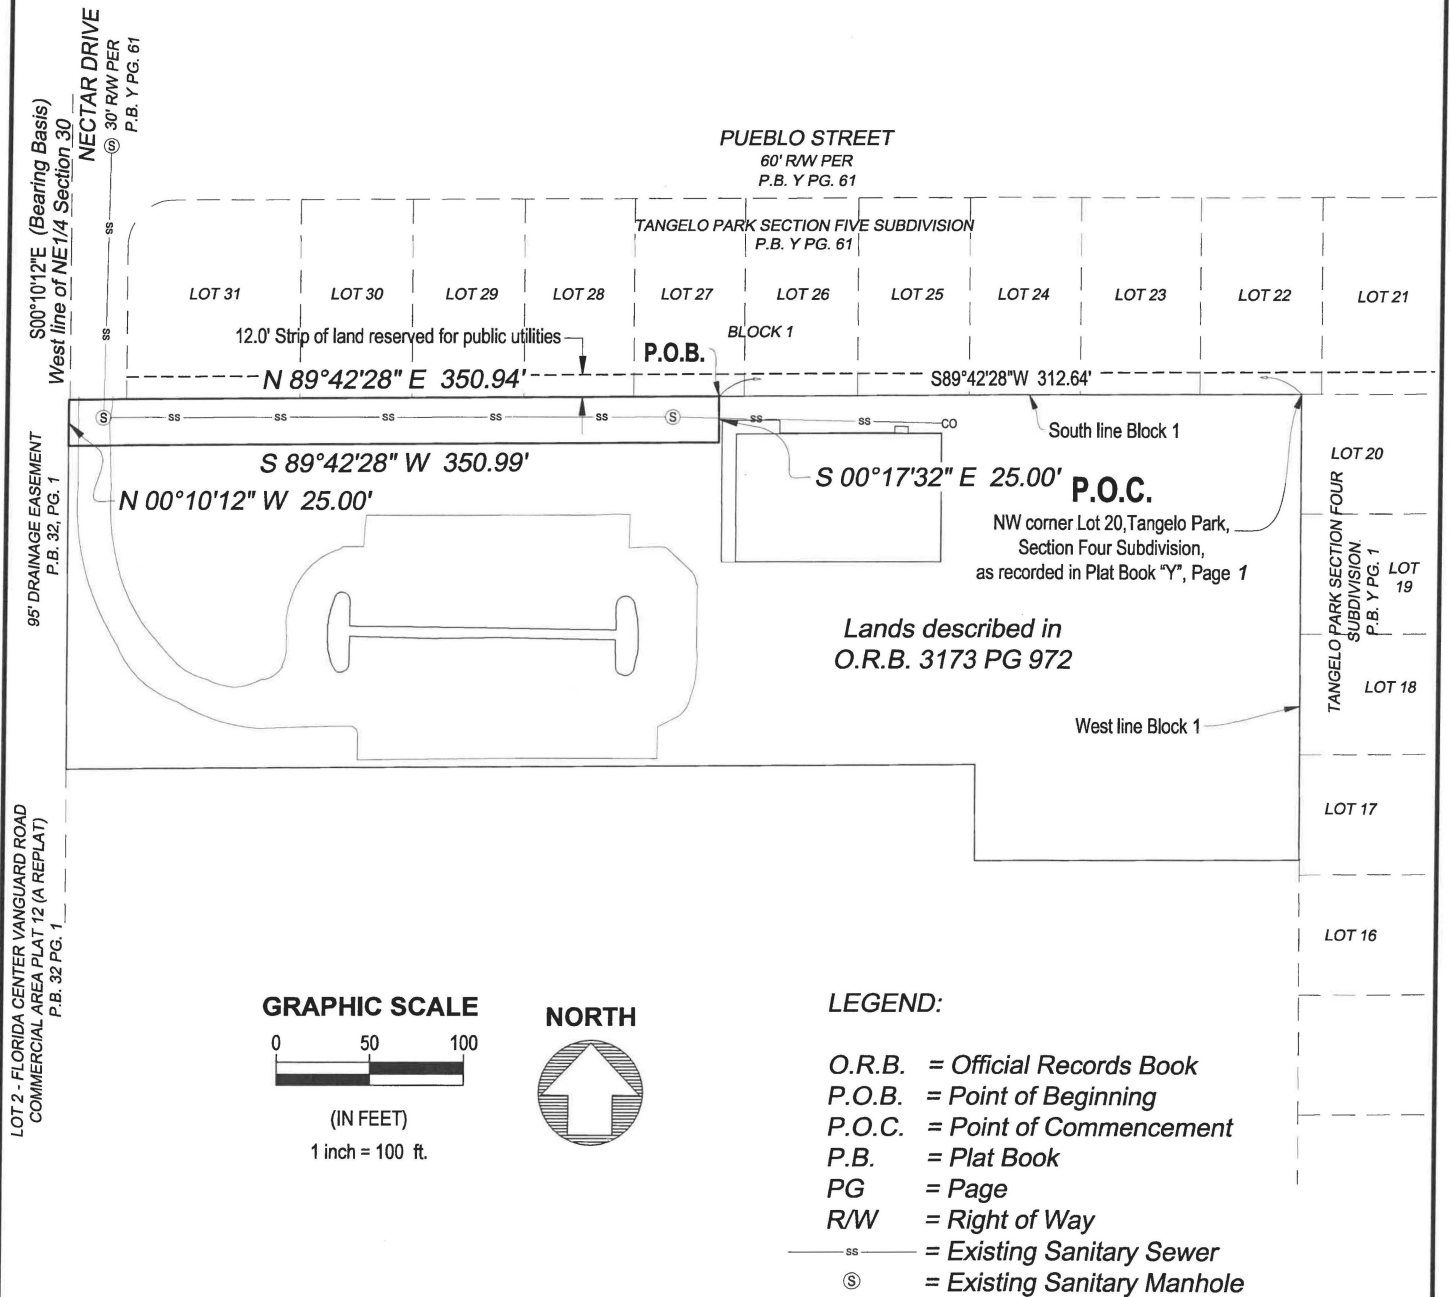 NECTAR DRIVE
30' R/W PER
P.B. Y PG. 61
S00°10'12"E (Bearing Basis)
West line of NE1/4 Section 30
S
ss
ss
PUEBLO STREET
60' R/W PER
P.B. Y PG. 61
TANGELO PARK SECTION FIVE SUBDIVISION
P.B. Y PG. 61
LOT 31
LOT 30
LOT 29
LOT 28
LOT 27
LOT 26
LOT 25
LOT 24
LOT 23
LOT 22
LOT 21
12.0' Strip of land reserved for public utilities
BLOCK 1
P.O.B.
N 89°42'28" E 350.94'
S89°42'28"W 312.64'
S
ss
ss
ss
ss
ss
S
ss
ss
CO
South line Block 1
S 89°42'28" W 350.99'
N 00°10'12" W 25.00'
S 00°17'32" E 25.00'
P.O.C.
NW corner Lot 20,Tangelo Park,
Section Four Subdivision,
as recorded in Plat Book "Y", Page 1
95' DRAINAGE EASEMENT
P.B. 32, PG. 1
LOT 20
TANGELO PARK SECTION FOUR
SUBDIVISION
P.B. Y PG. 1
LOT
19
LOT 18
Lands described in
O.R.B. 3173 PG 972
West line Block 1
LOT 17
LOT 16
LOT 2 - FLORIDA CENTER VANGUARD ROAD
COMMERCIAL AREA PLAT 12 (A REPLAT)
P.B. 32 PG. 1
GRAPHIC SCALE
0 50 100
(IN FEET)
1 inch = 100 ft.
NORTH
LEGEND:
O.R.B. = Official Records Book
P.O.B. = Point of Beginning
P.O.C. = Point of Commencement
P.B. = Plat Book
PG = Page
R/W = Right of Way
ss = Existing Sanitary Sewer
S = Existing Sanitary Manhole